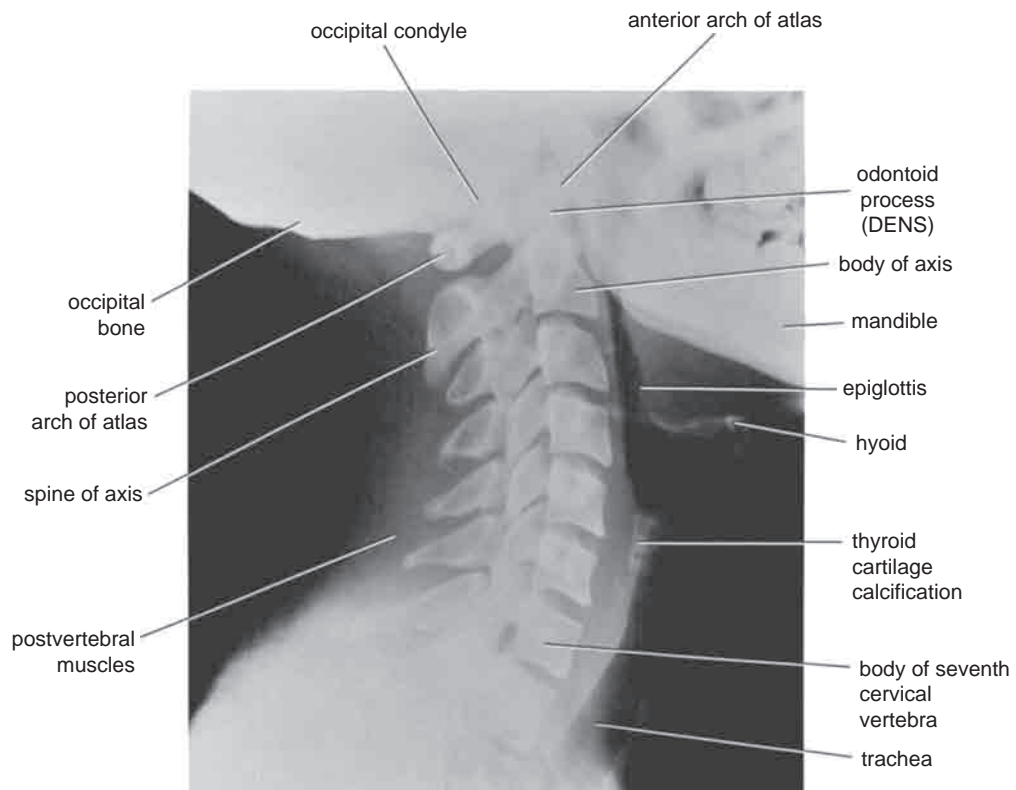 occipital condyle
anterior arch of atlas
odontoid
process
(DENS)
body of axis
mandible
epiglottis
hyoid
thyroid
cartilage
calcification
body of seventh
cervical
vertebra
trachea
occipital
bone
posterior
arch of atlas
spine of axis
postvertebral
muscles